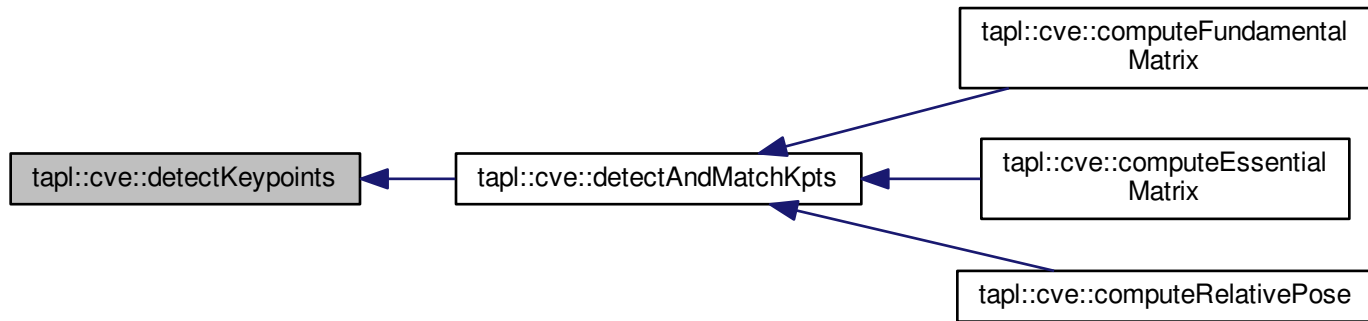 tapl::cve::detectKeypoints
tapl::cve::detectAndMatchKpts
tapl::cve::computeFundamental
Matrix
tapl::cve::computeEssential
Matrix
tapl::cve::computeRelativePose